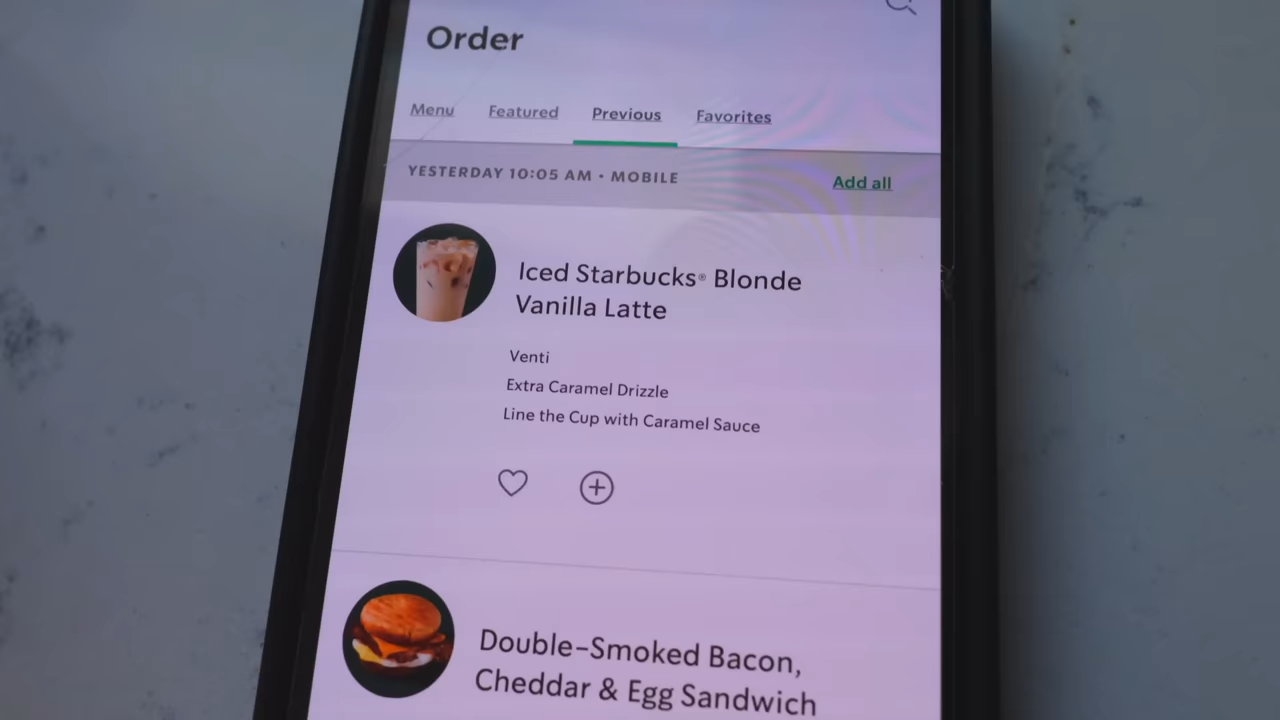 Order
Menu Featured Previous Favorites
YESTERDAY 10:05 AM • MOBILE Add all
Iced Starbucks® Blonde
Vanilla Latte
Venti
Extra Caramel Drizzle
Line the Cup with Caramel Sauce
Double-Smoked Bacon,
Cheddar & Egg Sandwich